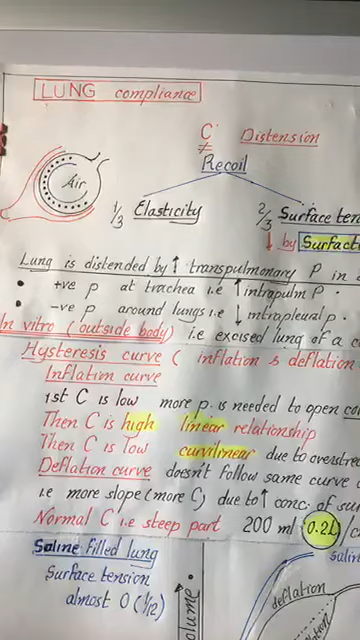 LUNG compliance
C Distension
≠
Recoil
Air
1/3 Elasticity 2/3 Surface ten
↓ by Surfact
Lung is distended by ↑ transpulmonary P in
• +ve p at trachea i.e ↑ intrapulm P.
• -ve p around lungs i.e ↓ intrapleural p.
In vitro (outside body) i.e excised lung of a c
Hysteresis curve ( inflation & deflation
Inflation curve
1st C is low more p. is needed to open co
Then C is high linear relationship
Then C is low curvilinear due to overstre
Deflation curve doesn't follow same curve
i.e more slope (more C) due to ↑ conc. of sur
Normal C i.e steep part 200 ml 0.2L / c
Saline filled lung
Surface tension
almost 0 (1/12)
Volume.
Salin
deflation